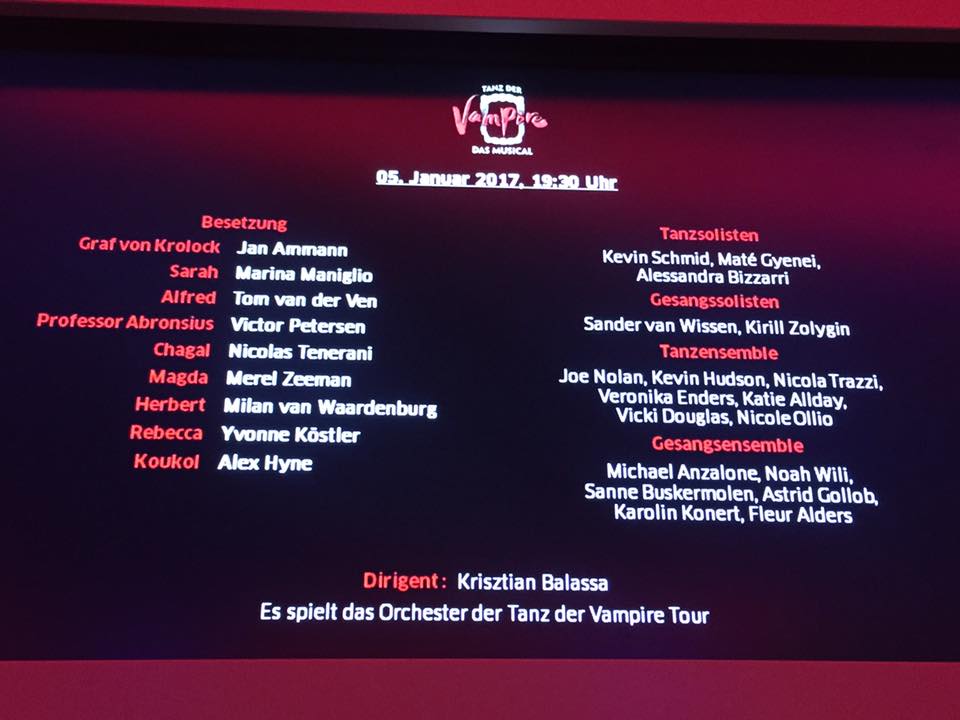 TANZ DER
Vampire
DAS MUSICAL
05. Januar 2017, 19:30 Uhr
Besetzung
Graf von Krolock Jan Ammann
Sarah Marina Maniglio
Alfred Tom van der Ven
Professor Abronsius Victor Petersen
Chagal Nicolas Tenerani
Magda Merel Zeeman
Herbert Milan van Waardenburg
Rebecca Yvonne Köstler
Koukol Alex Hyne
Tanzsolisten
Kevin Schmid, Maté Gyenei,
Alessandra Bizzarri
Gesangssolisten
Sander van Wissen, Kirill Zolygin
Tanzensemble
Joe Nolan, Kevin Hudson, Nicola Trazzi,
Veronika Enders, Katie Allday,
Vicki Douglas, Nicole Ollio
Gesangsensemble
Michael Anzalone, Noah Wili,
Sanne Buskermolen, Astrid Gollob,
Karolin Konert, Fleur Alders
Dirigent: Krisztian Balassa
Es spielt das Orchester der Tanz der Vampire Tour